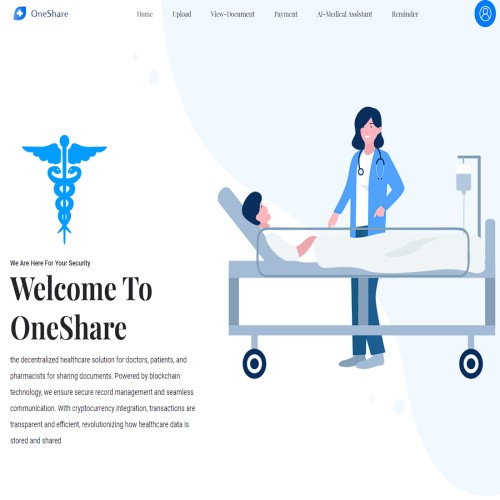 OneShare
Home Upload View-Document Payment AI-Medical Assistant Reminder
We Are Here For Your Security
Welcome To
OneShare
the decentralized healthcare solution for doctors, patients, and
pharmacists for sharing documents. Powered by blockchain
technology, we ensure secure record management and seamless
communication. With cryptocurrency integration, transactions are
transparent and efficient, revolutionizing how healthcare data is
stored and shared